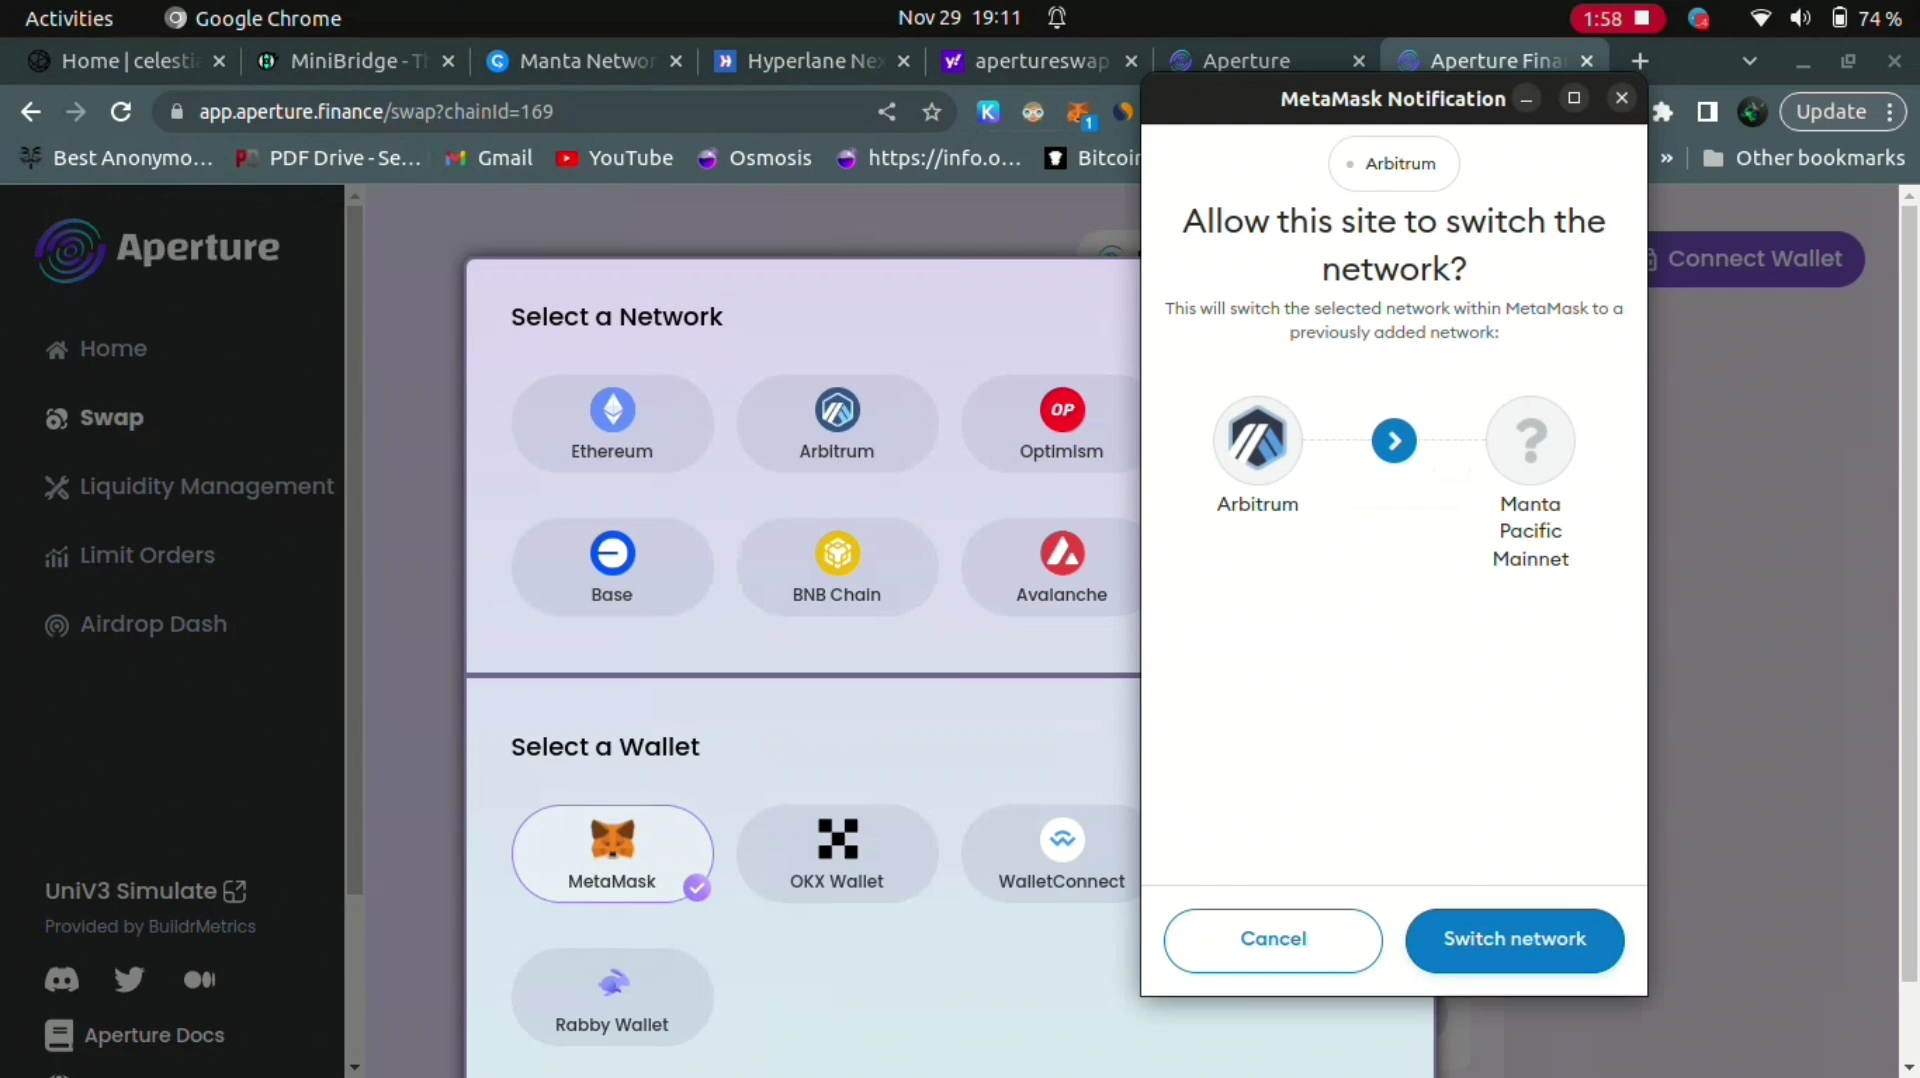 Activities
Google Chrome
Nov 29 19:11
1:58
74 %
Home | celesti
MiniBridge - T
Manta Networ
Hyperlane Nex
apertureswap
Aperture
Aperture Fina
app.aperture.finance/swap?chainId=169
1
Update
Best Anonymo...
PDF Drive - Se...
Gmail
YouTube
Osmosis
https://info.o...
Bitcoin
Other bookmarks
MetaMask Notification
Arbitrum
Allow this site to switch the
network?
This will switch the selected network within MetaMask to a
previously added network:
Arbitrum
Manta
Pacific
Mainnet
Cancel
Switch network
Aperture
Connect Wallet
Home
Swap
Liquidity Management
Limit Orders
Airdrop Dash
UniV3 Simulate
Provided by BuildrMetrics
Aperture Docs
Select a Network
Ethereum
Arbitrum
OP
Optimism
Base
BNB Chain
Avalanche
Select a Wallet
MetaMask
OKX Wallet
WalletConnect
Rabby Wallet